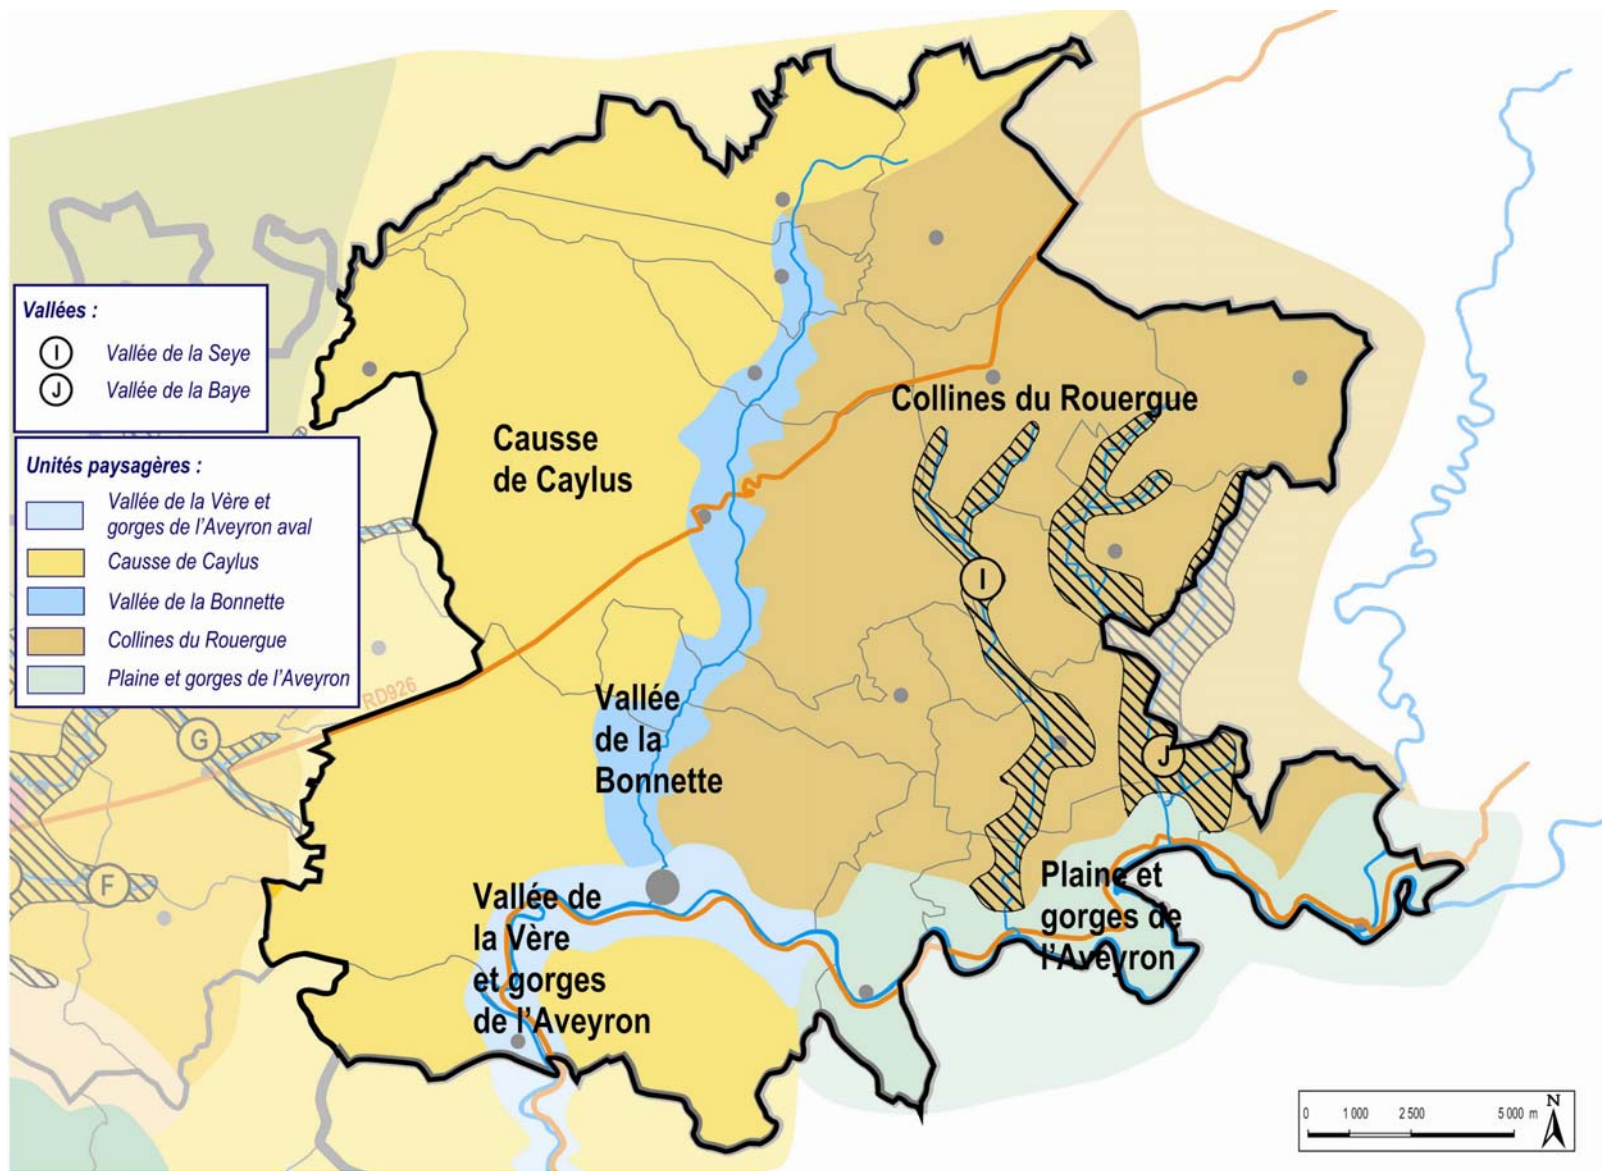 Vallées :
I Vallée de la Seye
J Vallée de la Baye
Unités paysagères :
Vallée de la Vère et
gorges de l'Aveyron aval
Causse de Caylus
Vallée de la Bonnette
Collines du Rouergue
Plaine et gorges de l'Aveyron
Collines du Rouergue
Causse
de Caylus
I
RD926
G
Vallée
de la
Bonnette
J
F
Vallée de
la Vère
et gorges
de l'Aveyron
Plaine et
gorges de
l'Aveyron
0 1 000 2 500 5 000 m
N